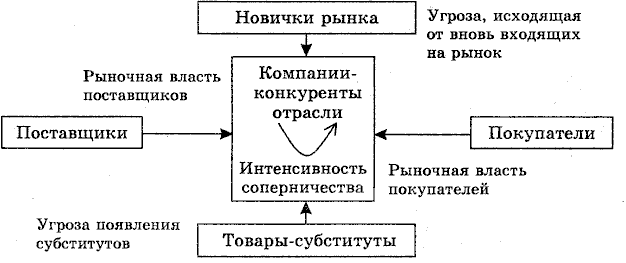 Новички рынка
Угроза, исходящая
от вновь входящих
на рынок
Рыночная власть
поставщиков
Компании-
конкуренты
отрасли
Поставщики
Покупатели
Интенсивность
соперничества
Рыночная власть
покупателей
Угроза появления
субститутов
Товары-субституты